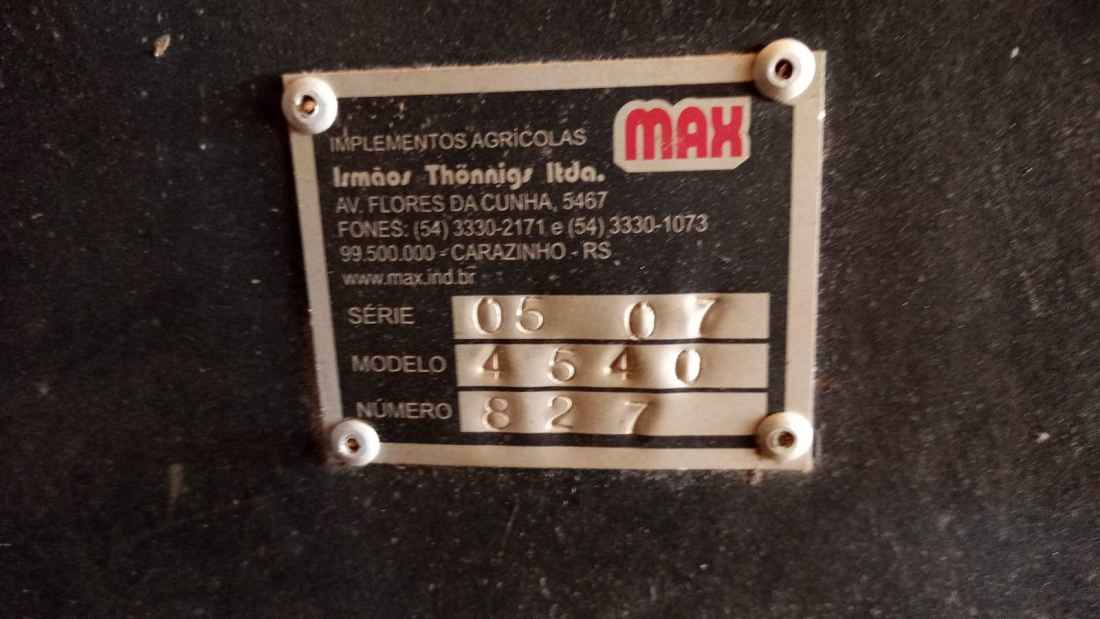 MAX
IMPLEMENTOS AGRÍCOLAS
Irmãos Thönnigs ltda.
AV. FLORES DA CUNHA, 5467
FONES: (54) 3330-2171 e (54) 3330-1073
99.500.000 - CARAZINHO - RS
www.max.ind.br
SÉRIE 05 07
MODELO 4540
NÚMERO 827